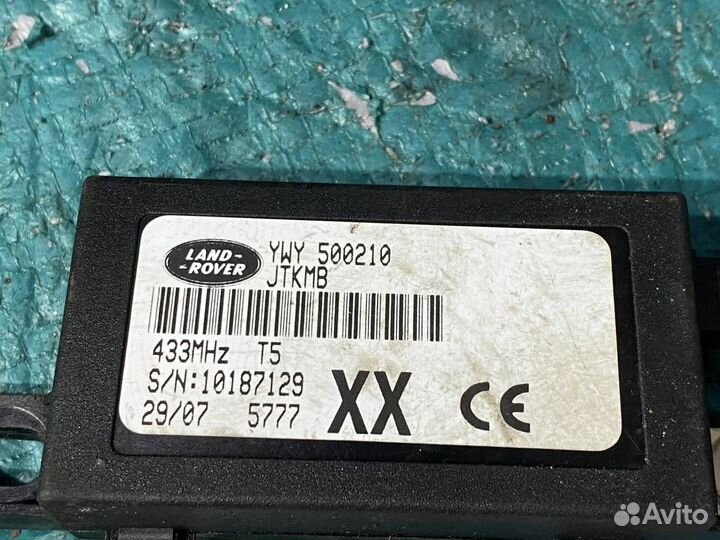 LAND-
-ROVER
YWY 500210
JTKMB
433MHz T5
S/N:10187129
29/07 5777
XX CE
Avito